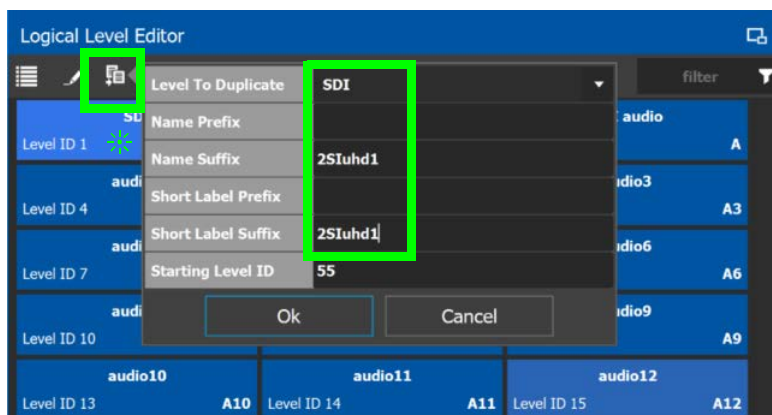 Logical Level Editor
filter
Level To Duplicate SDI
Name Prefix
Name Suffix 2SIuhd1
Short Label Prefix
Short Label Suffix 2SIuhd1
Starting Level ID 55
Ok Cancel
audio
Level ID 1 A
Level ID 4 A3
Level ID 7 A6
audio9
Level ID 10 A9
audio10 audio11 audio12
Level ID 13 A10 Level ID 14 A11 Level ID 15 A12